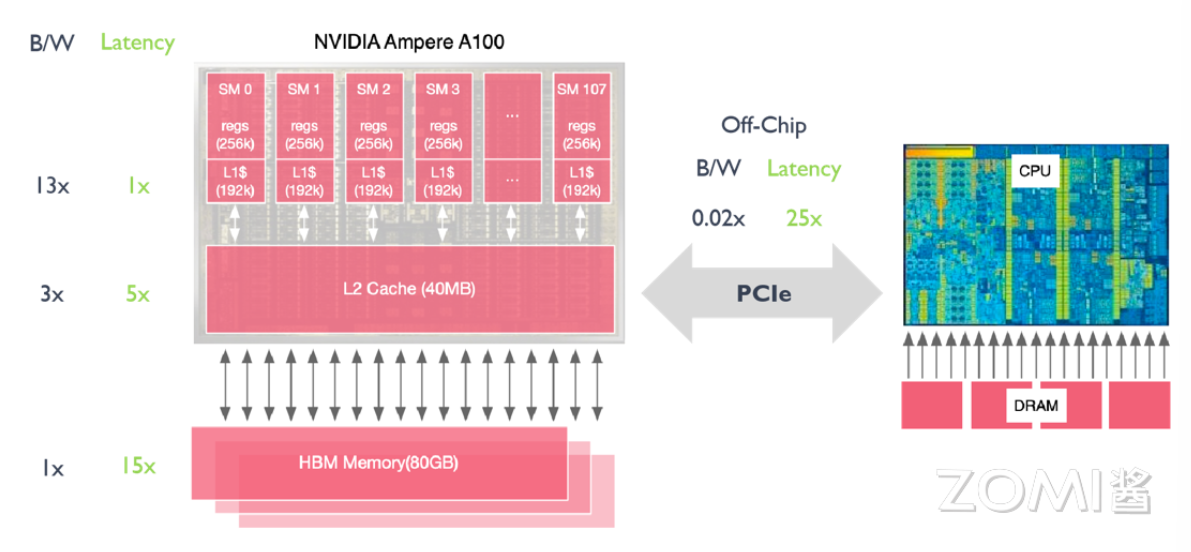 B/W Latency
NVIDIA Ampere A100
SM 0 SM 1 SM 2 SM 3 ... SM 107
regs regs regs regs regs
(256k) (256k) (256k) (256k) (256k)
L1$ L1$ L1$ L1$ ... L1$
(192k) (192k) (192k) (192k) (192k)
13x 1x
L2 Cache (40MB)
3x 5x
HBM Memory(80GB)
1x 15x
Off-Chip
B/W Latency
0.02x 25x
PCIe
CPU
DRAM
ZOMI酱